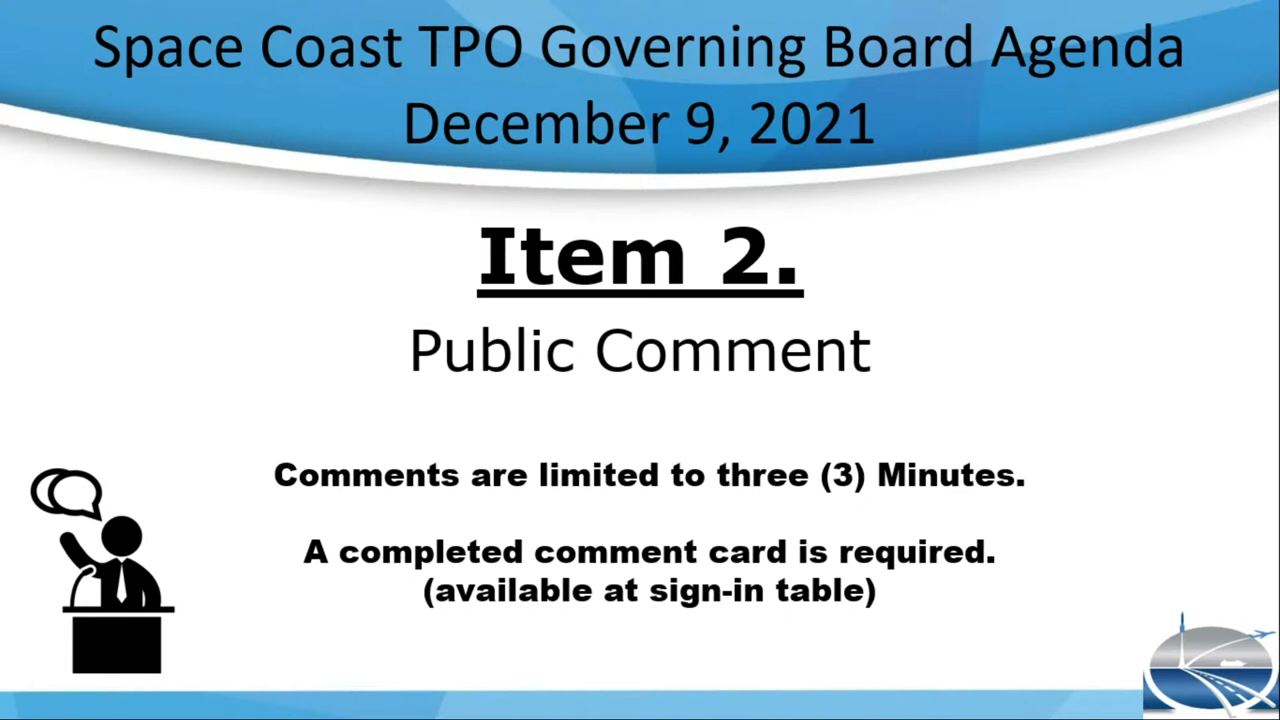 Space Coast TPO Governing Board Agenda
December 9, 2021
Item 2.
Public Comment
Comments are limited to three (3) Minutes.
A completed comment card is required.
(available at sign-in table)